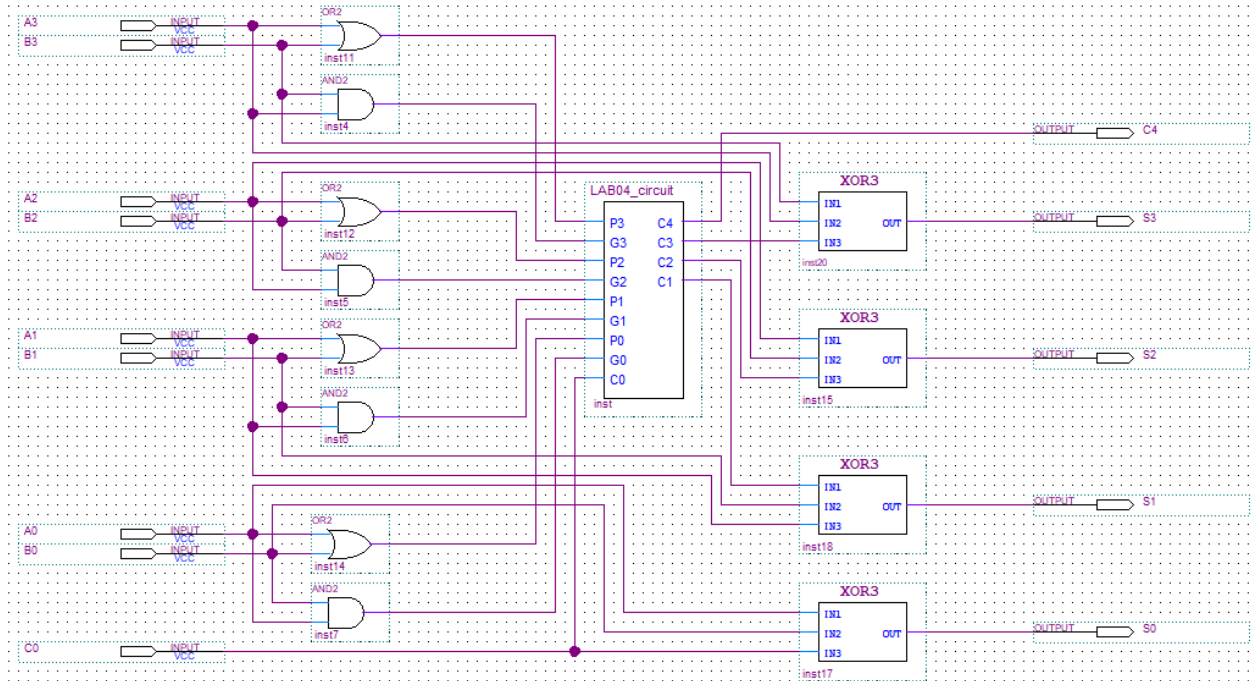 A3 INPUT
VCC
B3 INPUT
VCC
OR2
inst11
AND2
inst4
OUTPUT C4
A2 INPUT
VCC
B2 INPUT
VCC
OR2
inst12
AND2
inst5
LAB04_circuit
P3 C4
G3 C3
P2 C2
G2 C1
P1
G1
P0
G0
C0
inst
XOR3
IN1
IN2 OUT
IN3
inst20
OUTPUT S3
A1 INPUT
VCC
B1 INPUT
VCC
OR2
inst13
AND2
inst6
XOR3
IN1
IN2 OUT
IN3
inst15
OUTPUT S2
XOR3
IN1
IN2 OUT
IN3
inst18
OUTPUT S1
A0 INPUT
VCC
B0 INPUT
VCC
OR2
inst14
AND2
inst7
C0 INPUT
VCC
XOR3
IN1
IN2 OUT
IN3
inst17
OUTPUT S0